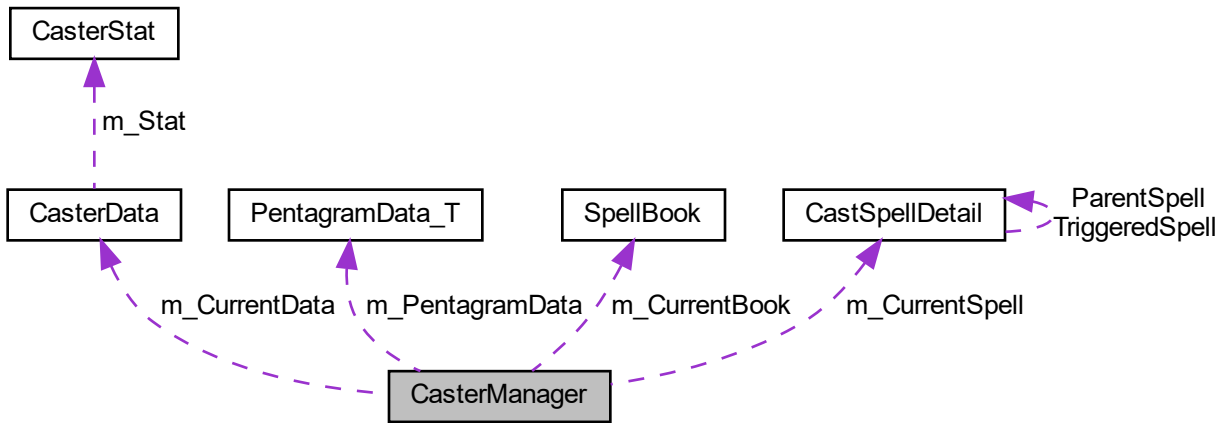 CasterStat
m_Stat
CasterData
PentagramData_T
SpellBook
CastSpellDetail
ParentSpell
TriggeredSpell
m_CurrentData
m_PentagramData
m_CurrentBook
m_CurrentSpell
CasterManager